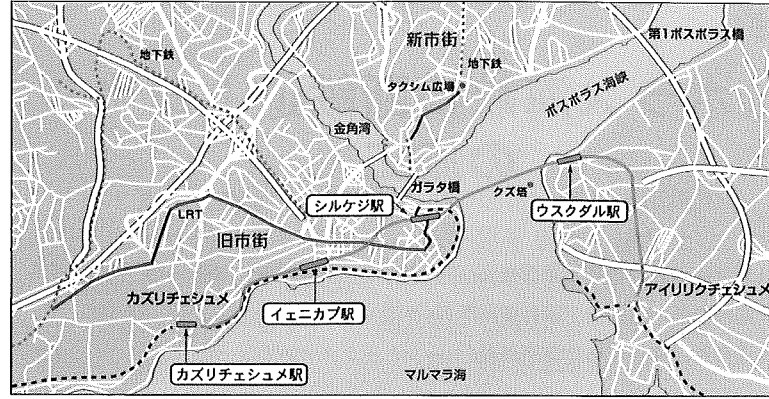 第1ボスポラス橋
新市街
地下鉄
地下鉄
タクシム広場
ボスポラス海峡
金角湾
ガラタ橋
クズ塔
シルケジ駅
ウスクダル駅
LRT
旧市街
カズリチェシュメ
イェニカプ駅
アイリリクチェシュメ
カズリチェシュメ駅
マルマラ海